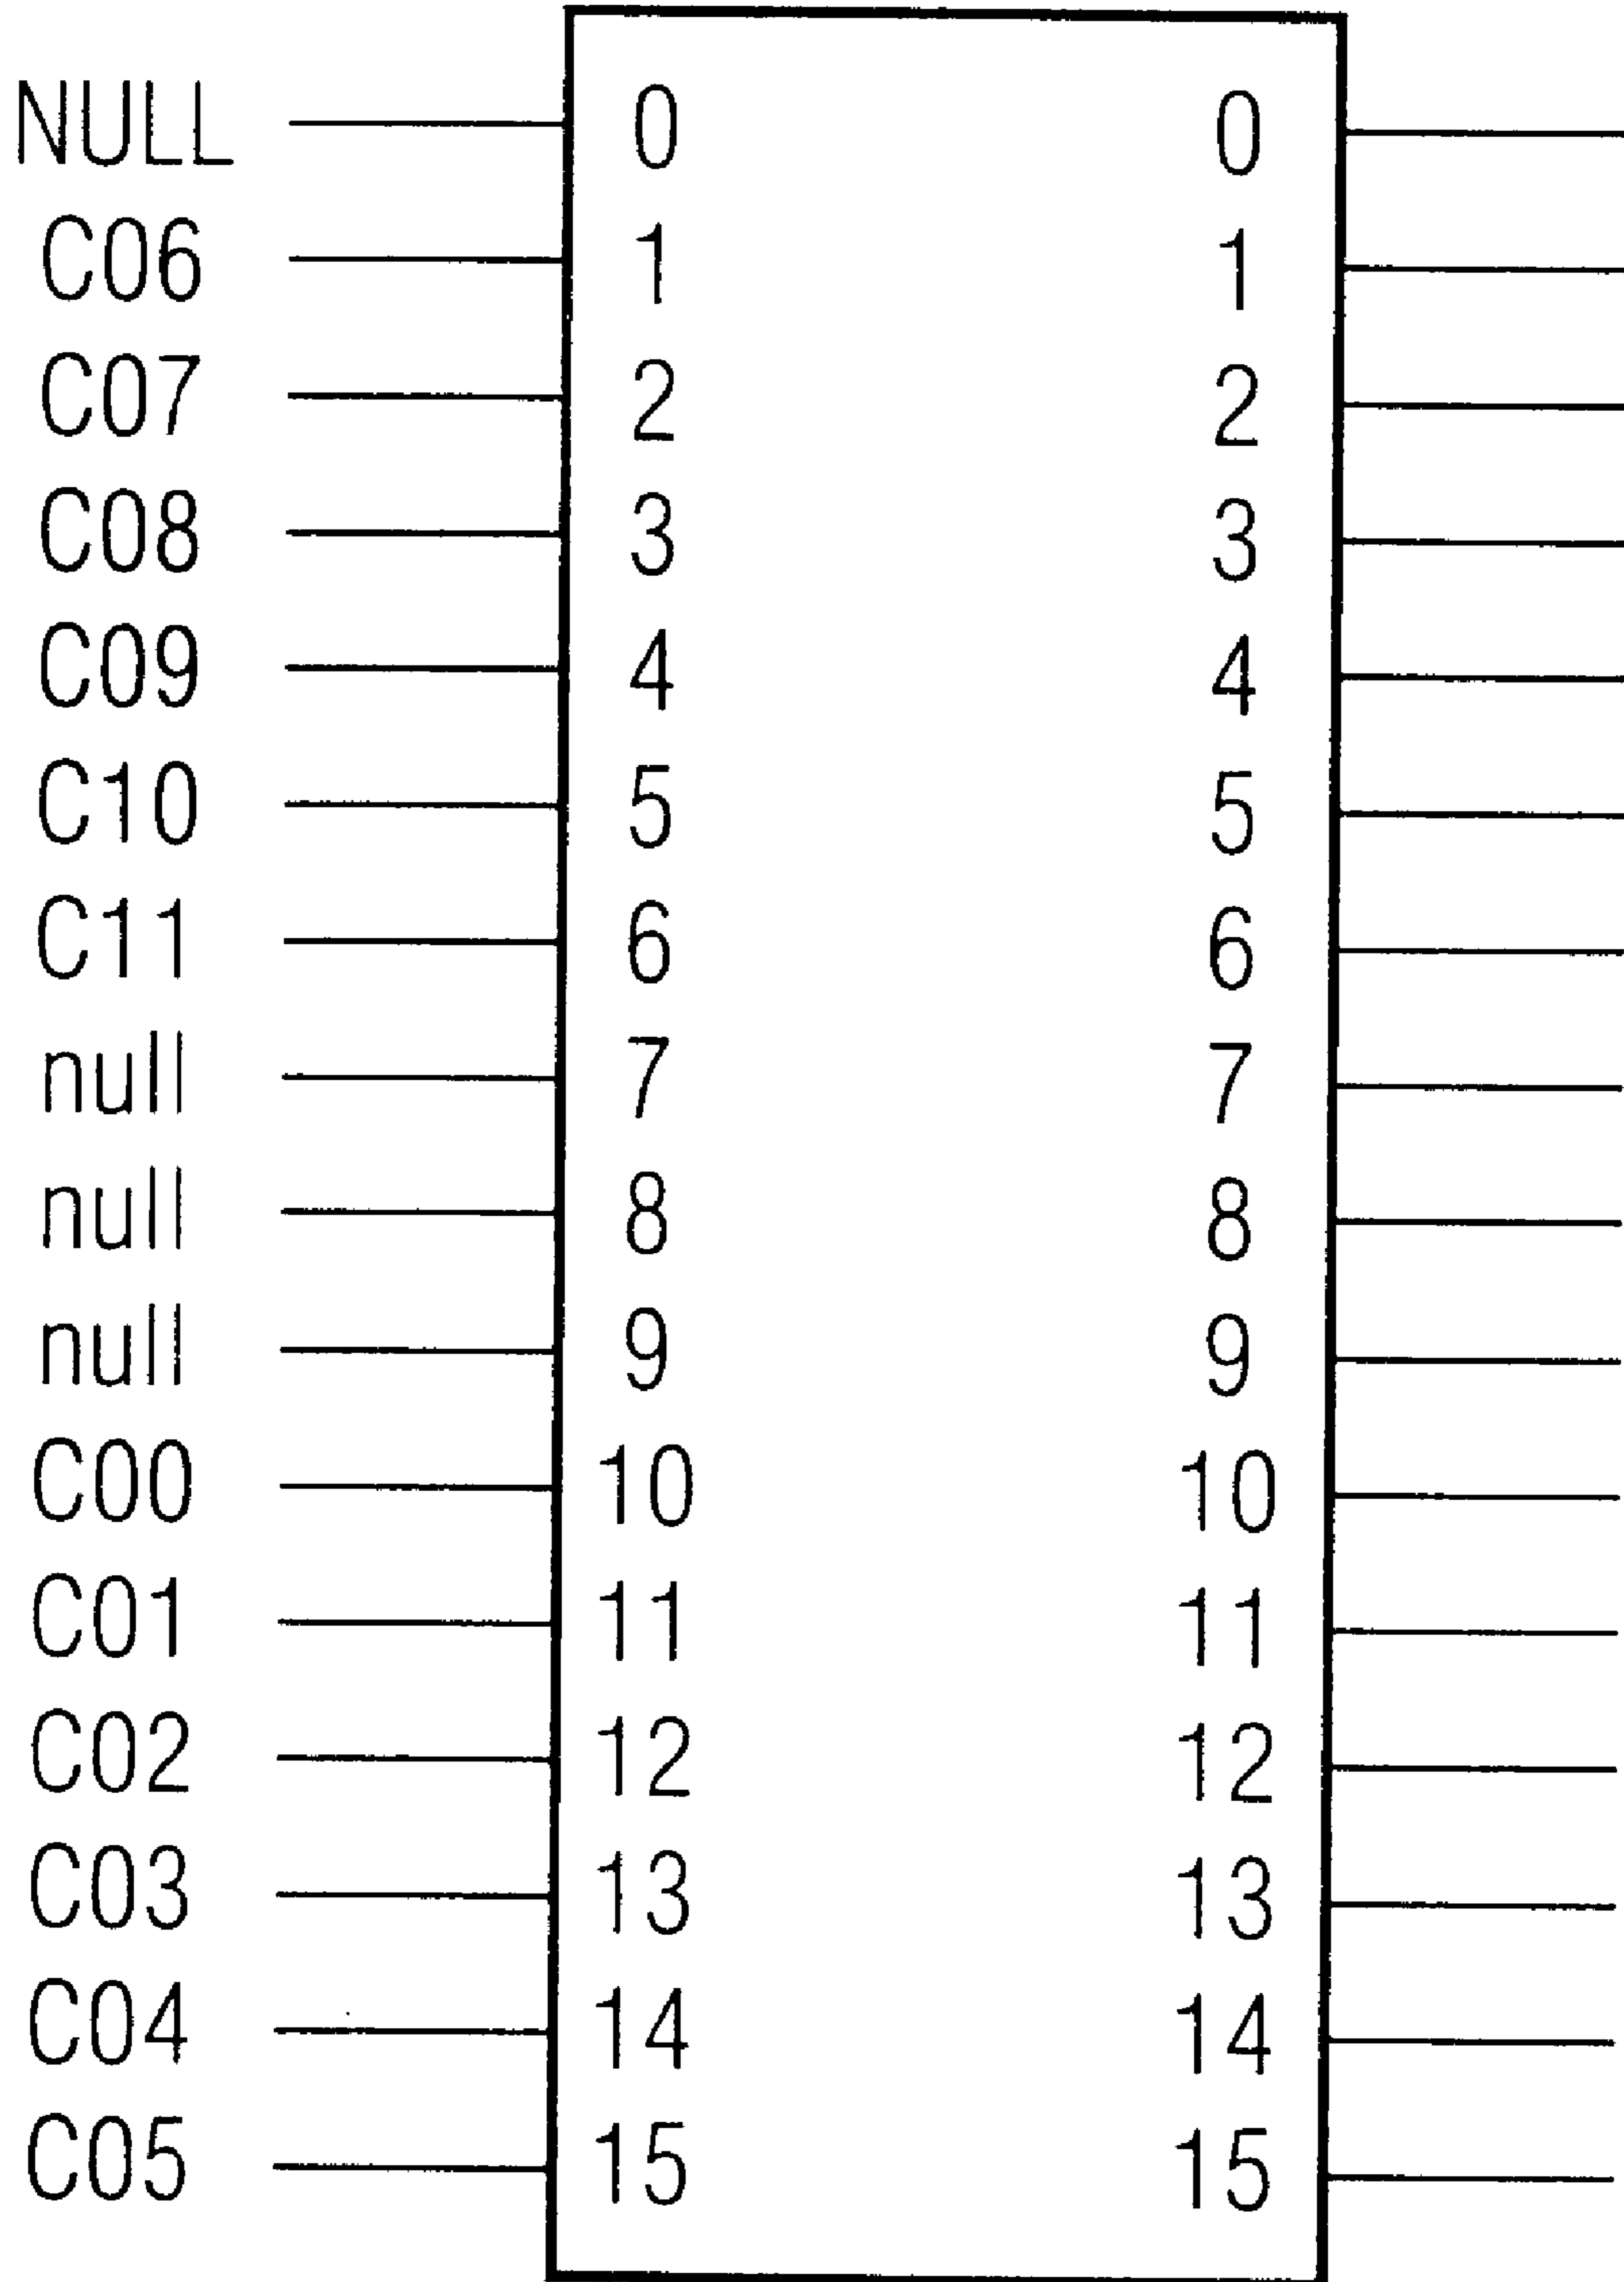 NULL 0 0
C06 1 1
C07 2 2
C08 3 3
C09 4 4
C10 5 5
C11 6 6
null 7 7
null 8 8
null 9 9
C00 10 10
C01 11 11
C02 12 12
C03 13 13
C04 14 14
C05 15 15